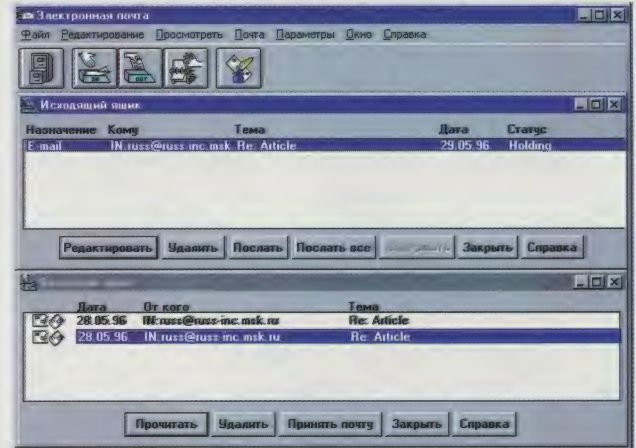 Электронная почта
Файл Редактирование Просмотреть Почта Параметры Окно Справка
IN OUT
Исходящий ящик
Назначение Кому Тема Дата Статус
E-mail IN:russ@russ-inc.msk. Re: Article 29.05.96 Holding
Редактировать Удалить Послать Послать все Закрыть Справка
Дата От кого Тема
28.05.96 IN:russ@russ-inc.msk.ru Re: Article
28.05.96 IN:russ@russ-inc.msk.ru Re: Article
Прочитать Удалить Принять почту Закрыть Справка